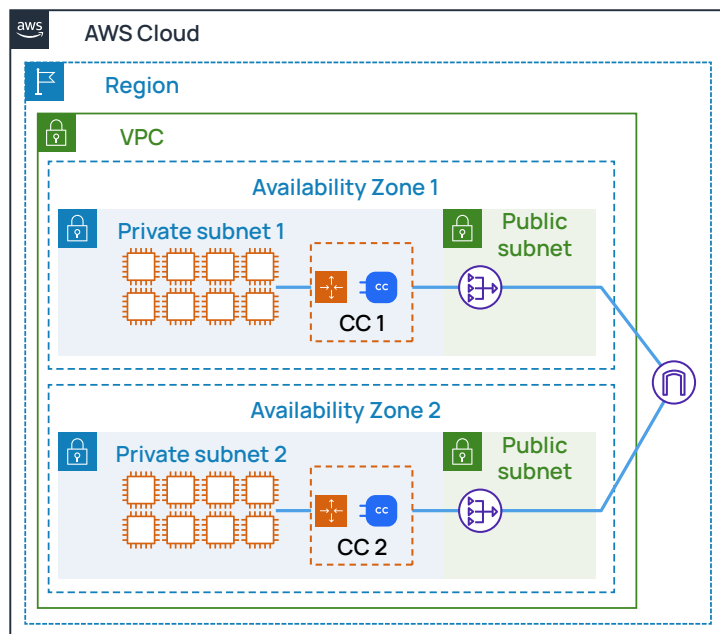 aws
AWS Cloud
Region
VPC
Availability Zone 1
Private subnet 1
Public
subnet
CC
CC 1
Availability Zone 2
Private subnet 2
Public
subnet
CC
CC 2